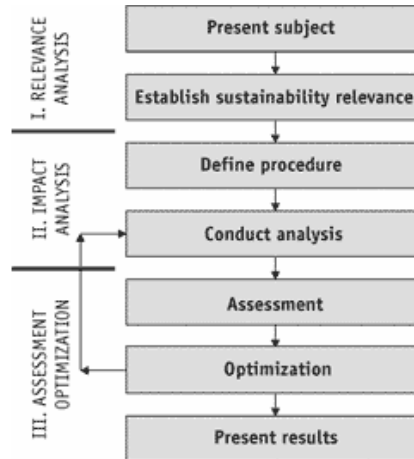 I. RELEVANCE
ANALYSIS
Present subject
Establish sustainability relevance
II. IMPACT
ANALYSIS
Define procedure
Conduct analysis
III. ASSESSMENT
OPTIMIZATION
Assessment
Optimization
Present results